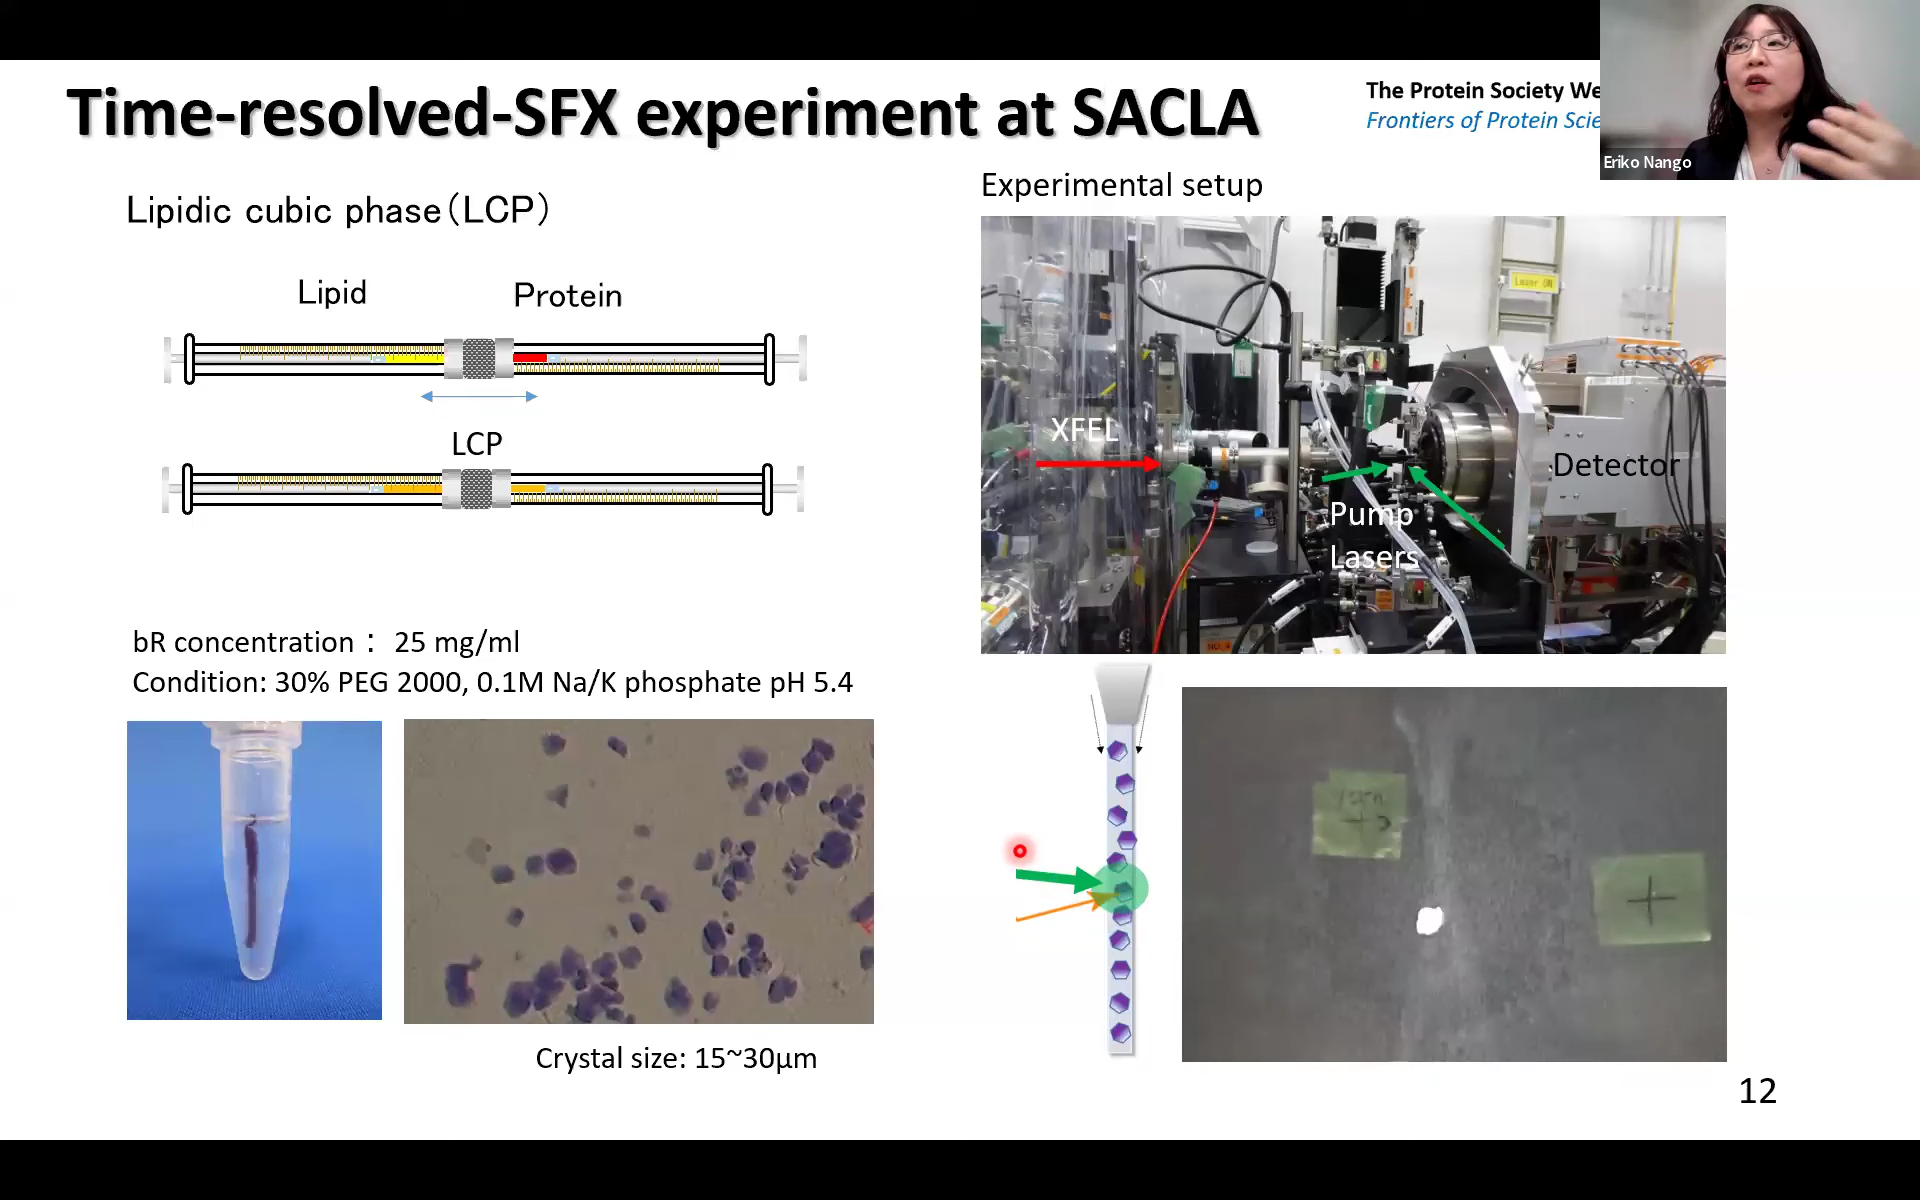 Time-resolved-SFX experiment at SACLA
The Protein Society We
Frontiers of Protein Scie
Eriko Nango
Lipidic cubic phase(LCP)
Lipid
Protein
LCP
bR concentration : 25 mg/ml
Condition: 30% PEG 2000, 0.1M Na/K phosphate pH 5.4
Crystal size: 15~30μm
Experimental setup
XFEL
Detector
Pump
Lasers
12